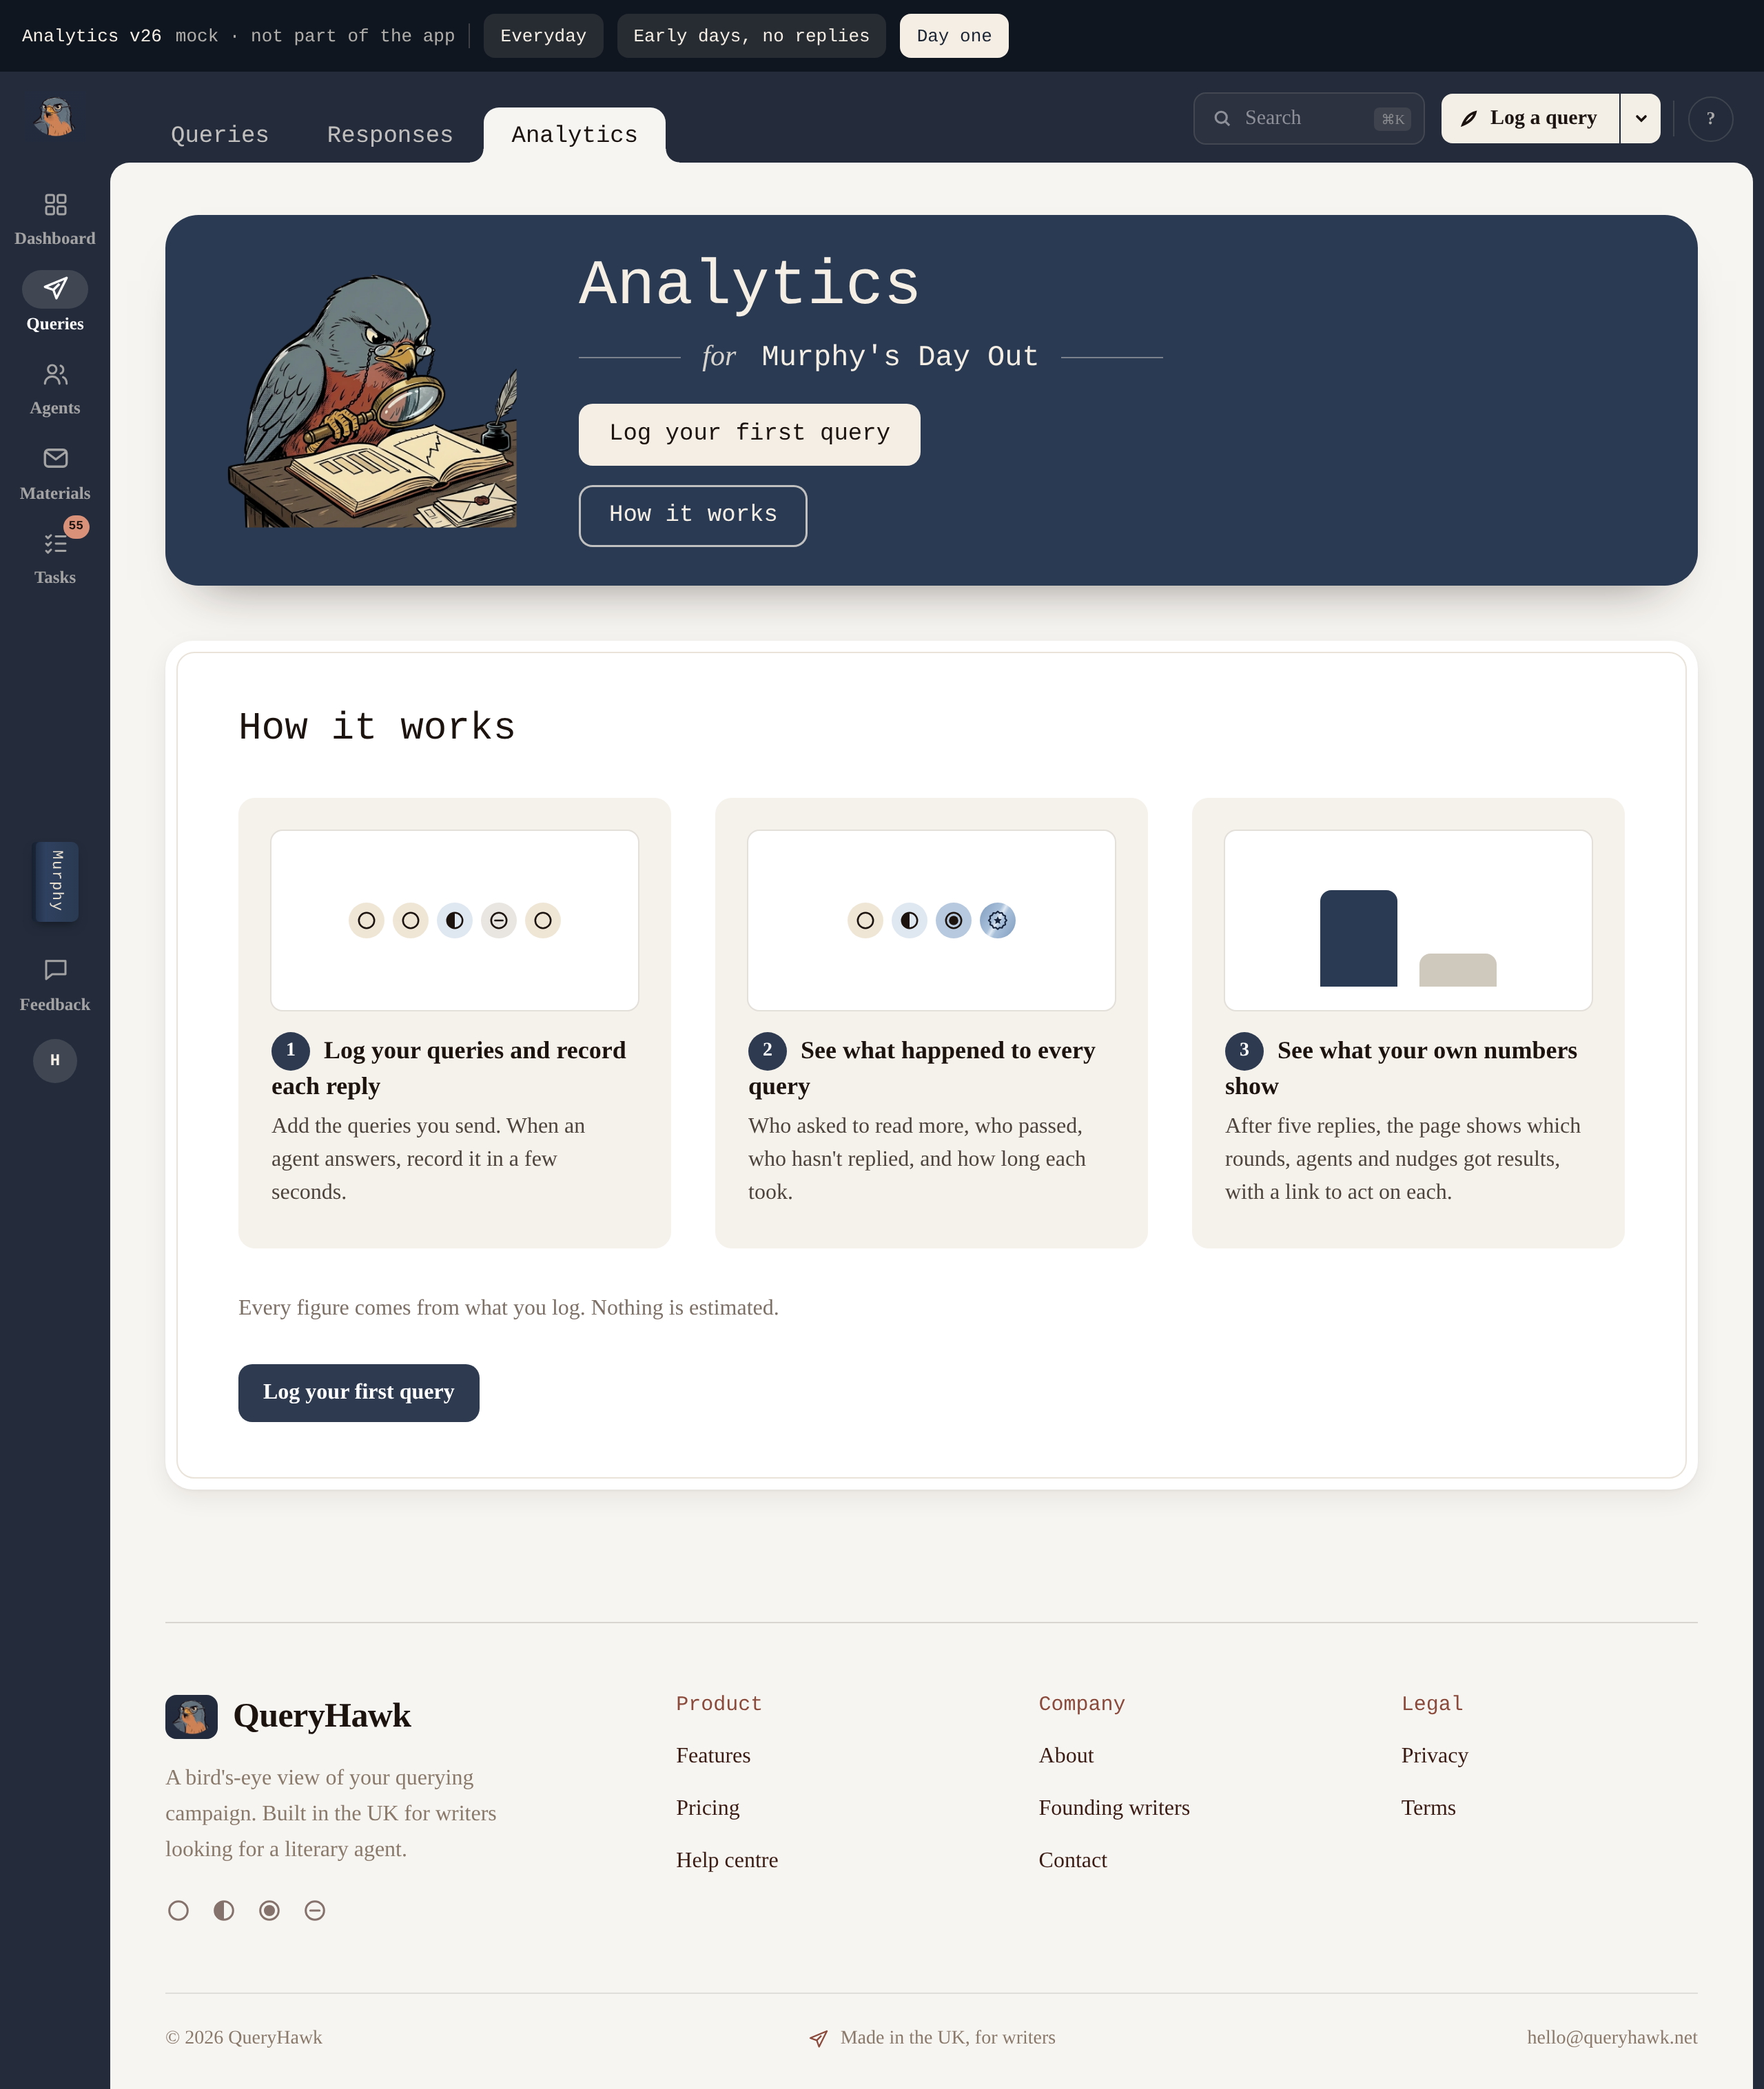 Analytics v26 mock · not part of the app Everyday Early days, no replies Day one
Queries Responses Analytics
Search ⌘K Log a query ?
Dashboard
Queries
Agents
Materials
55
Tasks
Murphy
Feedback
H
Analytics
for Murphy's Day Out
Log your first query
How it works
How it works
1 Log your queries and record
each reply
Add the queries you send. When an
agent answers, record it in a few
seconds.
2 See what happened to every
query
Who asked to read more, who passed,
who hasn't replied, and how long each
took.
3 See what your own numbers
show
After five replies, the page shows which
rounds, agents and nudges got results,
with a link to act on each.
Every figure comes from what you log. Nothing is estimated.
Log your first query
QueryHawk
A bird's-eye view of your querying
campaign. Built in the UK for writers
looking for a literary agent.
Product
Features
Pricing
Help centre
Company
About
Founding writers
Contact
Legal
Privacy
Terms
© 2026 QueryHawk
Made in the UK, for writers
hello@queryhawk.net